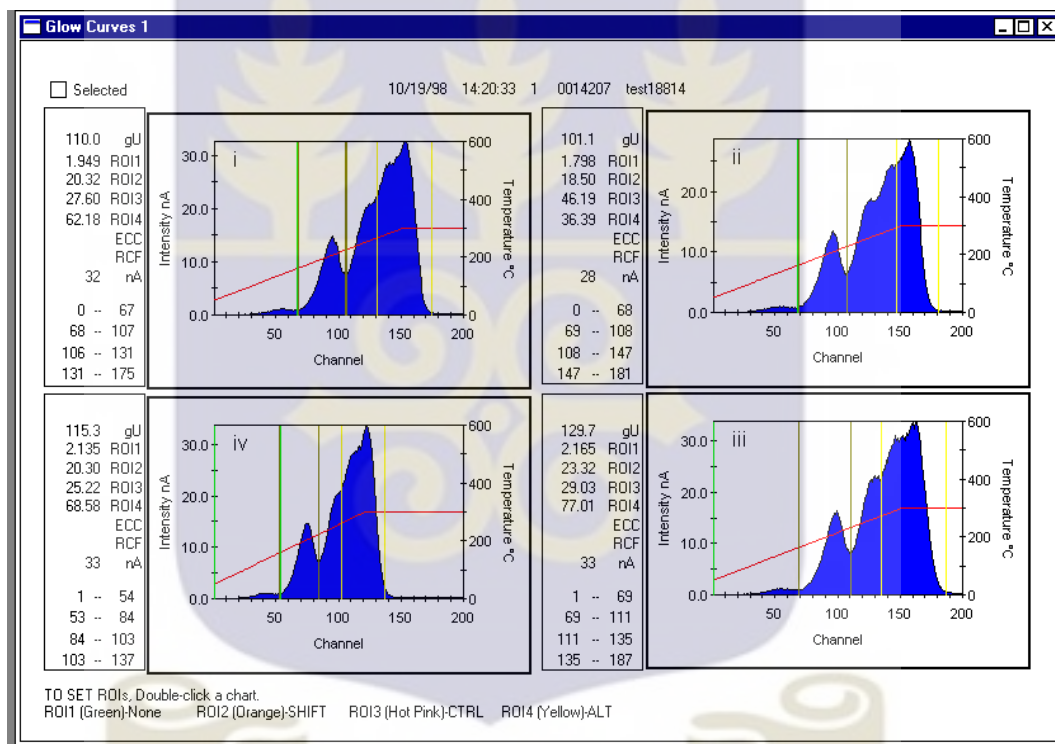 Glow Curves 1
Selected
10/19/98 14:20:33 1 0014207 test18814
110.0 gU
1.949 ROI1
20.32 ROI2
27.60 ROI3
62.18 ROI4
ECC
RCF
32 nA
0 -- 67
68 -- 107
106 -- 131
131 -- 175
i
30.0
20.0
10.0
0.0
Intensity nA
600
400
200
0
Temperature °C
50 100 150 200
Channel
101.1 gU
1.798 ROI1
18.50 ROI2
46.19 ROI3
36.39 ROI4
ECC
RCF
28 nA
0 -- 68
69 -- 108
108 -- 147
147 -- 181
ii
20.0
10.0
0.0
Intensity nA
600
400
200
0
Temperature °C
50 100 150 200
Channel
115.3 gU
2.135 ROI1
20.30 ROI2
25.22 ROI3
68.58 ROI4
ECC
RCF
33 nA
1 -- 54
53 -- 84
84 -- 103
103 -- 137
iv
30.0
20.0
10.0
0.0
Intensity nA
600
400
200
0
Temperature °C
50 100 150 200
Channel
129.7 gU
2.165 ROI1
23.32 ROI2
29.03 ROI3
77.01 ROI4
ECC
RCF
33 nA
1 -- 69
69 -- 111
111 -- 135
135 -- 187
iii
30.0
20.0
10.0
0.0
Intensity nA
600
400
200
0
Temperature °C
50 100 150 200
Channel
TO SET ROIs, Double-click a chart.
ROI1 (Green)-None ROI2 (Orange)-SHIFT ROI3 (Hot Pink)-CTRL ROI4 (Yellow)-ALT